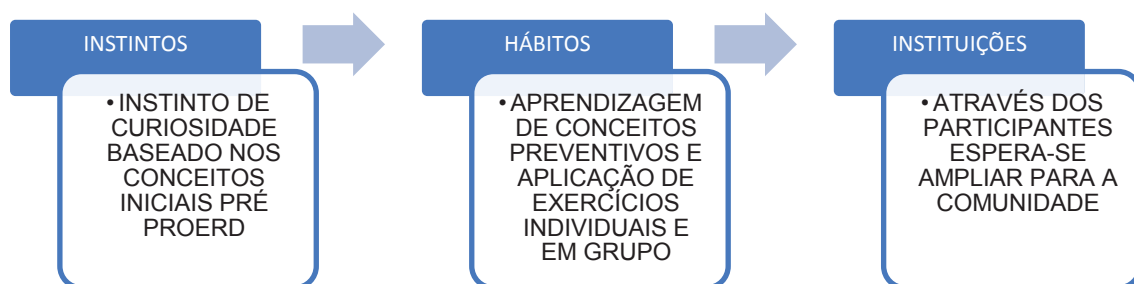 INSTINTOS
• INSTINTO DE
CURIOSIDADE
BASEADO NOS
CONCEITOS
INICIAIS PRÉ
PROERD
HÁBITOS
• APRENDIZAGEM
DE CONCEITOS
PREVENTIVOS E
APLICAÇÃO DE
EXERCÍCIOS
INDIVIDUAIS E
EM GRUPO
INSTITUIÇÕES
• ATRAVÉS DOS
PARTICIPANTES
ESPERA-SE
AMPLIAR PARA A
COMUNIDADE